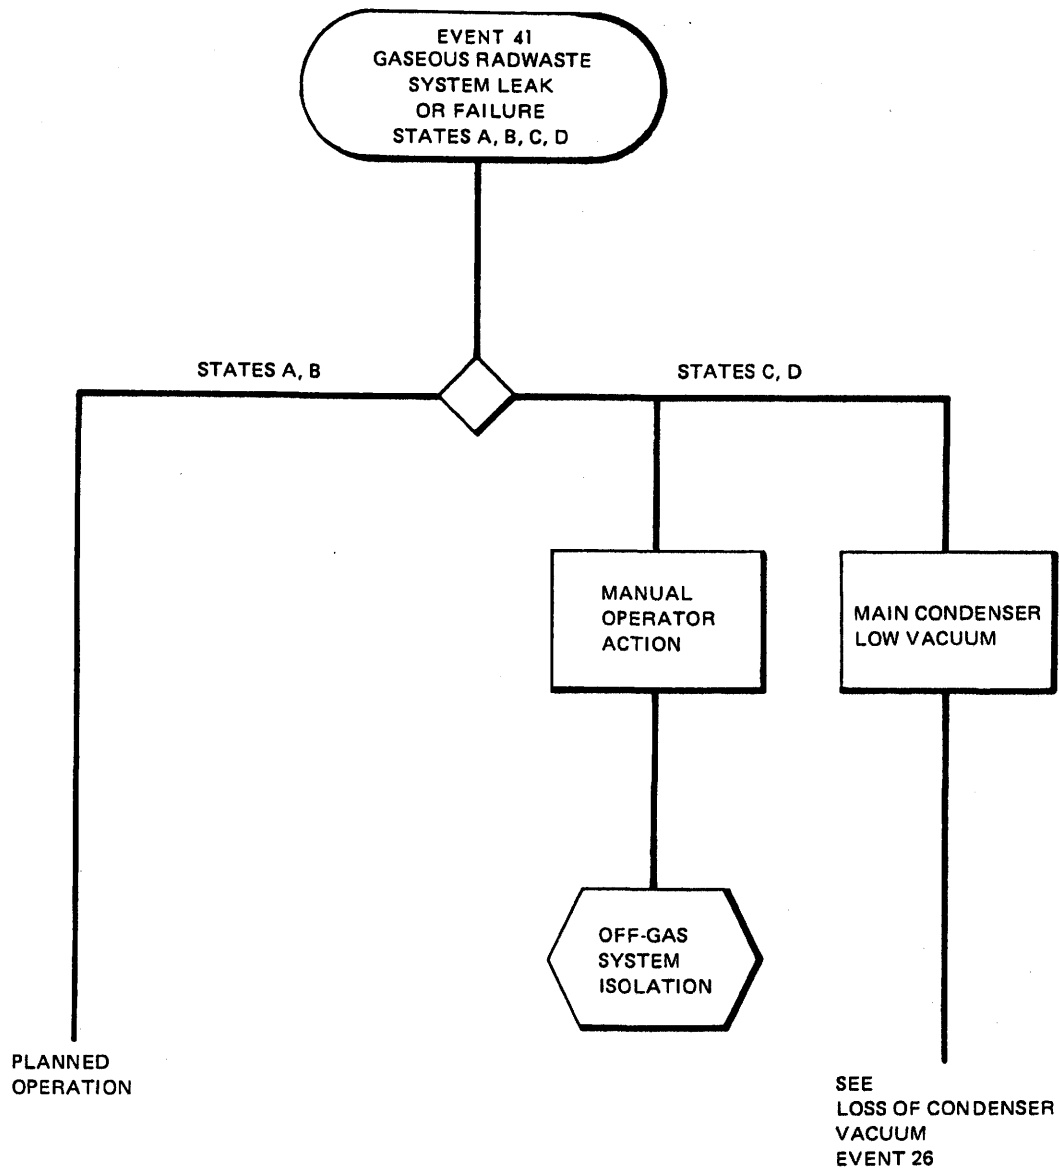 EVENT 41
GASEOUS RADWASTE
SYSTEM LEAK
OR FAILURE
STATES A, B, C, D
STATES A, B
STATES C, D
MANUAL
OPERATOR
ACTION
MAIN CONDENSER
LOW VACUUM
OFF-GAS
SYSTEM
ISOLATION
PLANNED
OPERATION
SEE
LOSS OF CONDENSER
VACUUM
EVENT 26